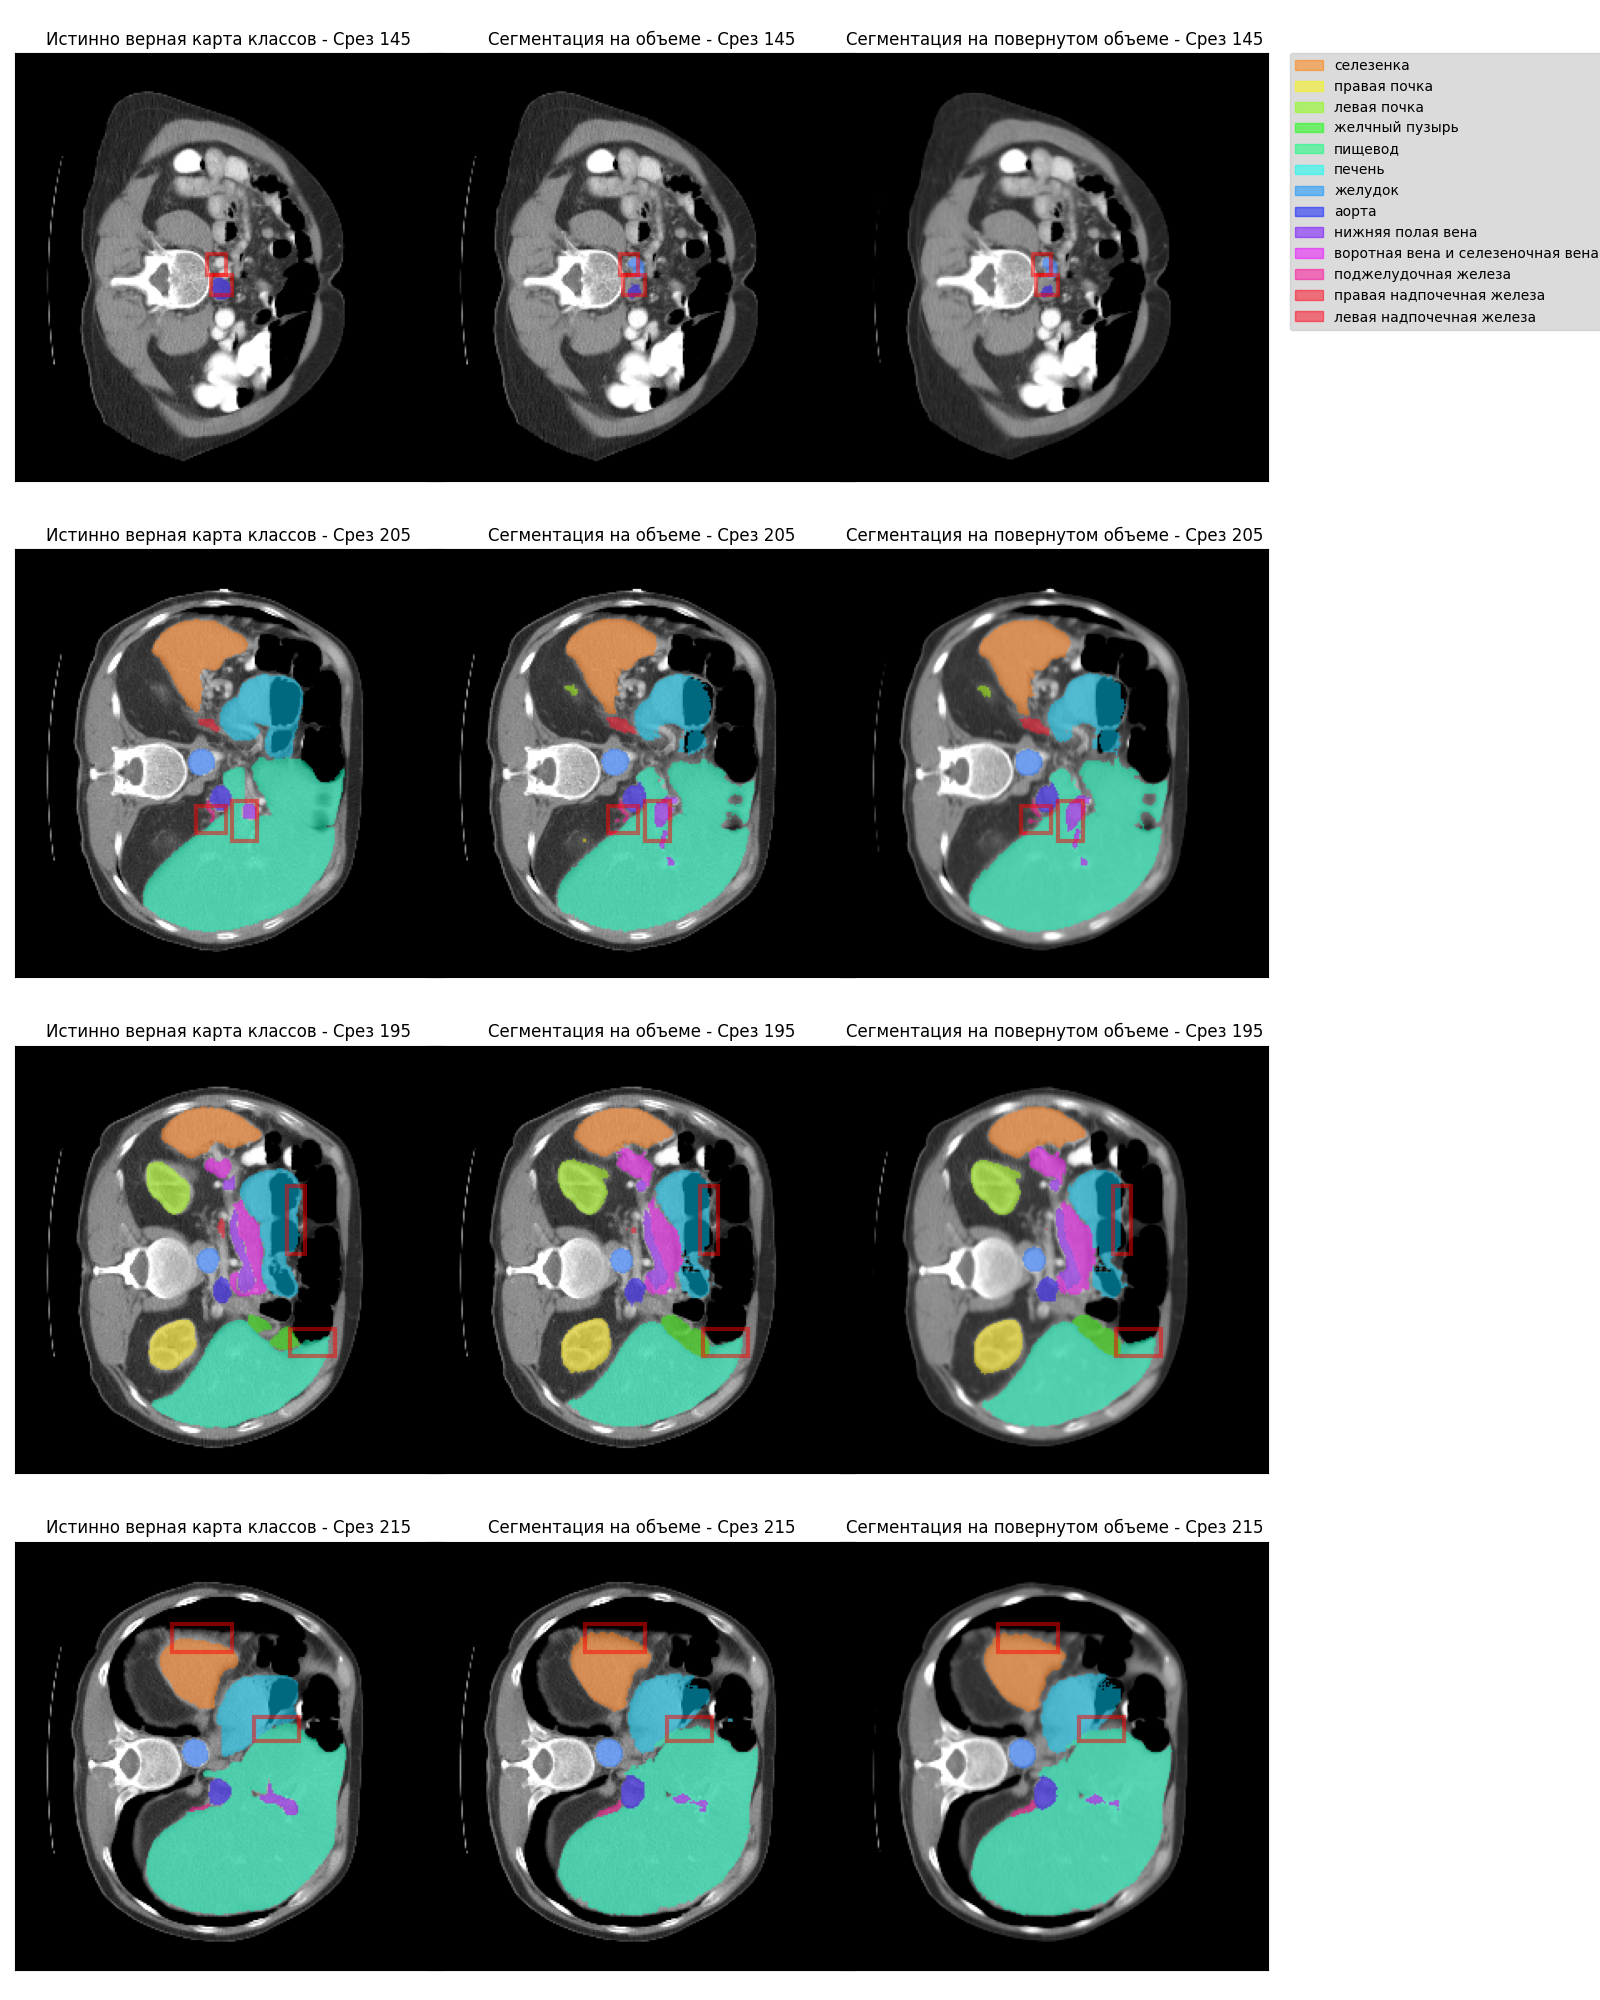 Истинно верная карта классов - Срез 145
Сегментация на объеме - Срез 145
Сегментация на повернутом объеме - Срез 145
селезенка
правая почка
левая почка
желчный пузырь
пищевод
печень
желудок
аорта
нижняя полая вена
воротная вена и селезеночная вена
поджелудочная железа
правая надпочечная железа
левая надпочечная железа
Истинно верная карта классов - Срез 205
Сегментация на объеме - Срез 205
Сегментация на повернутом объеме - Срез 205
Истинно верная карта классов - Срез 195
Сегментация на объеме - Срез 195
Сегментация на повернутом объеме - Срез 195
Истинно верная карта классов - Срез 215
Сегментация на объеме - Срез 215
Сегментация на повернутом объеме - Срез 215